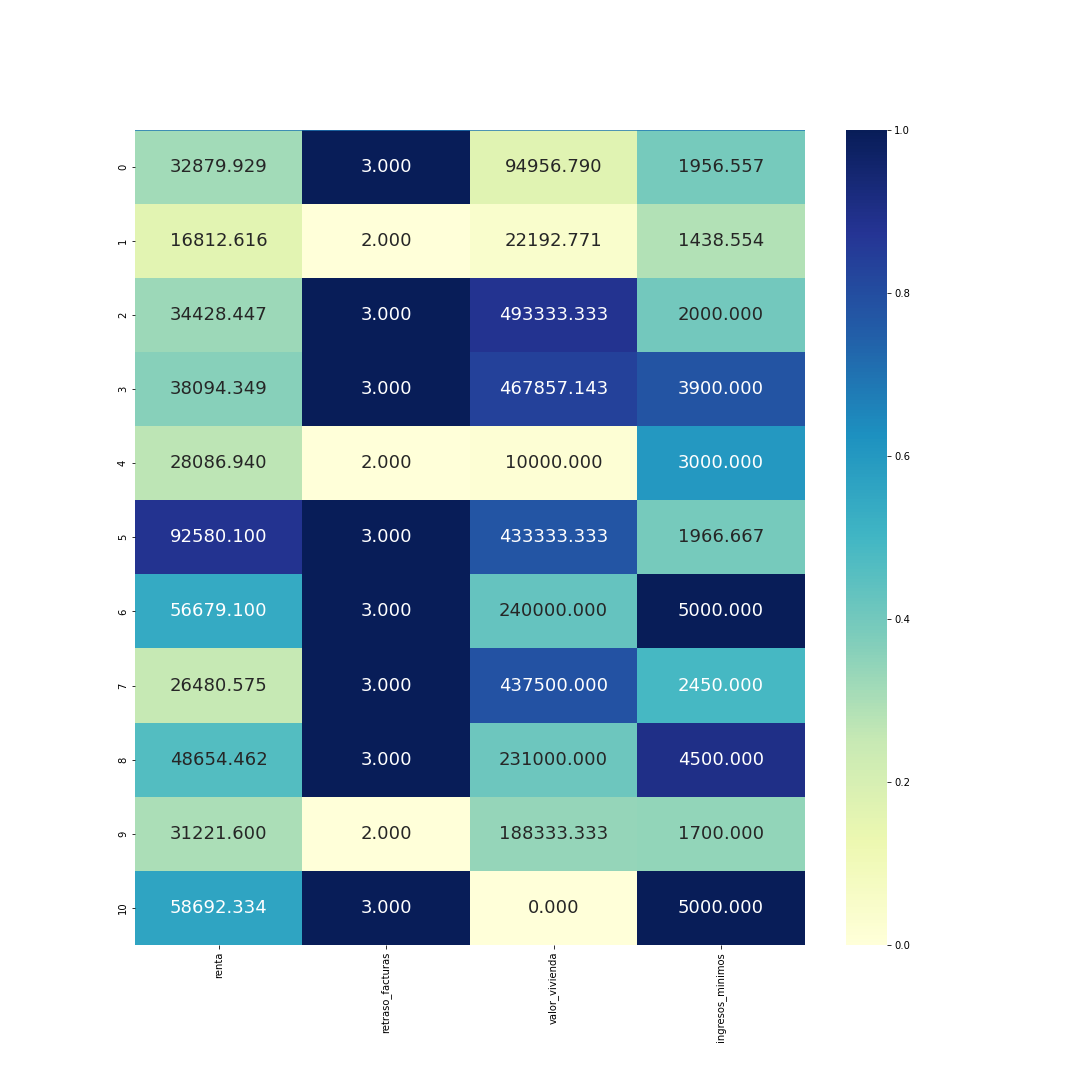 0 32879.929 3.000 94956.790 1956.557
1 16812.616 2.000 22192.771 1438.554
2 34428.447 3.000 493333.333 2000.000
3 38094.349 3.000 467857.143 3900.000
4 28086.940 2.000 10000.000 3000.000
5 92580.100 3.000 433333.333 1966.667
6 56679.100 3.000 240000.000 5000.000
7 26480.575 3.000 437500.000 2450.000
8 48654.462 3.000 231000.000 4500.000
9 31221.600 2.000 188333.333 1700.000
10 58692.334 3.000 0.000 5000.000
renta retraso_facturas valor_vivienda ingresos_minimos
1.0
0.8
0.6
0.4
0.2
0.0